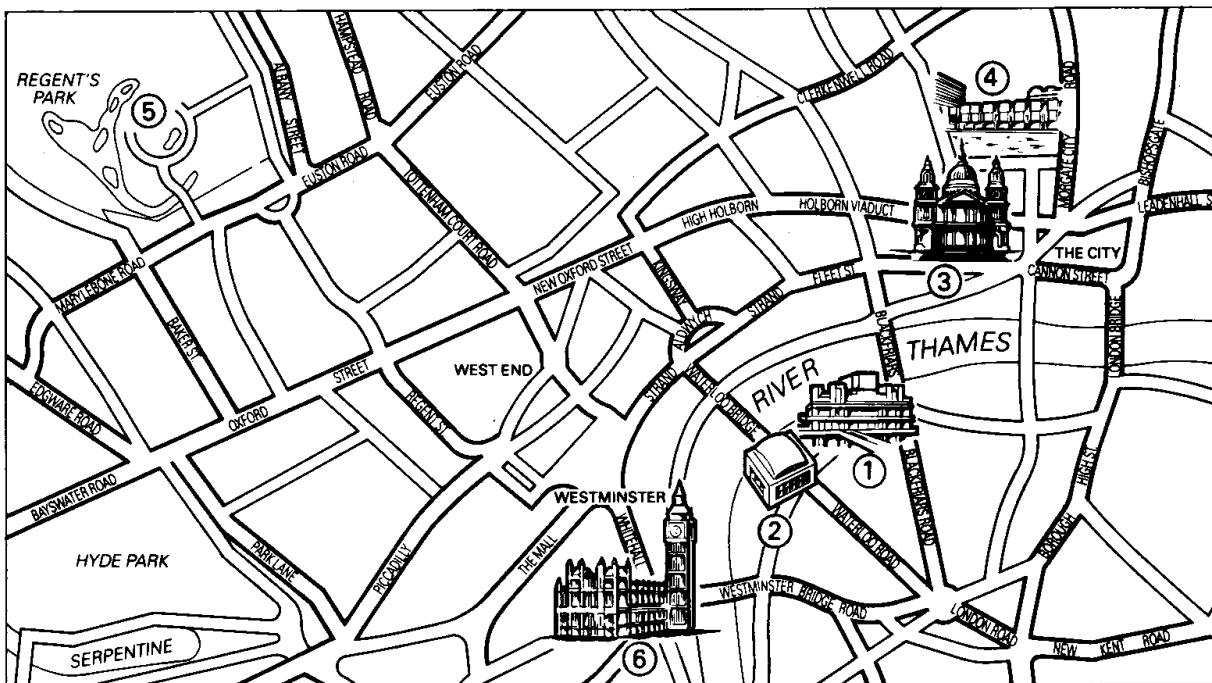 REGENT'S
PARK
5
ALBANY
STREET
HAMPSTEAD
ROAD
EUSTON ROAD
EUSTON ROAD
TOTTENHAM COURT ROAD
CLERKENWELL ROAD
4
ROAD
MORGATE CITY
BISHOPSGATE
LEADENHALL S
HIGH HOLBORN
HOLBORN VIADUCT
THE CITY
CANNON STREET
3
FLEET ST
STRAND
KINGSWAY
ALDWYCH
NEW OXFORD STREET
MARYLEBONE ROAD
BAKER ST
EDGWARE ROAD
STREET
OXFORD
WEST END
REGENT ST
STRAND
WATERLOO BRIDGE
RIVER
THAMES
BLACKFRIARS
LONDON BRIDGE
1
2
BAYSWATER ROAD
HYDE PARK
PARK LANE
PICCADILLY
THE MALL
WESTMINSTER
WHITEHALL
WATERLOO ROAD
BLACKFRIARS ROAD
HIGH ST
BOROUGH
WESTMINSTER BRIDGE ROAD
LONDON ROAD
NEW KENT ROAD
SERPENTINE
6